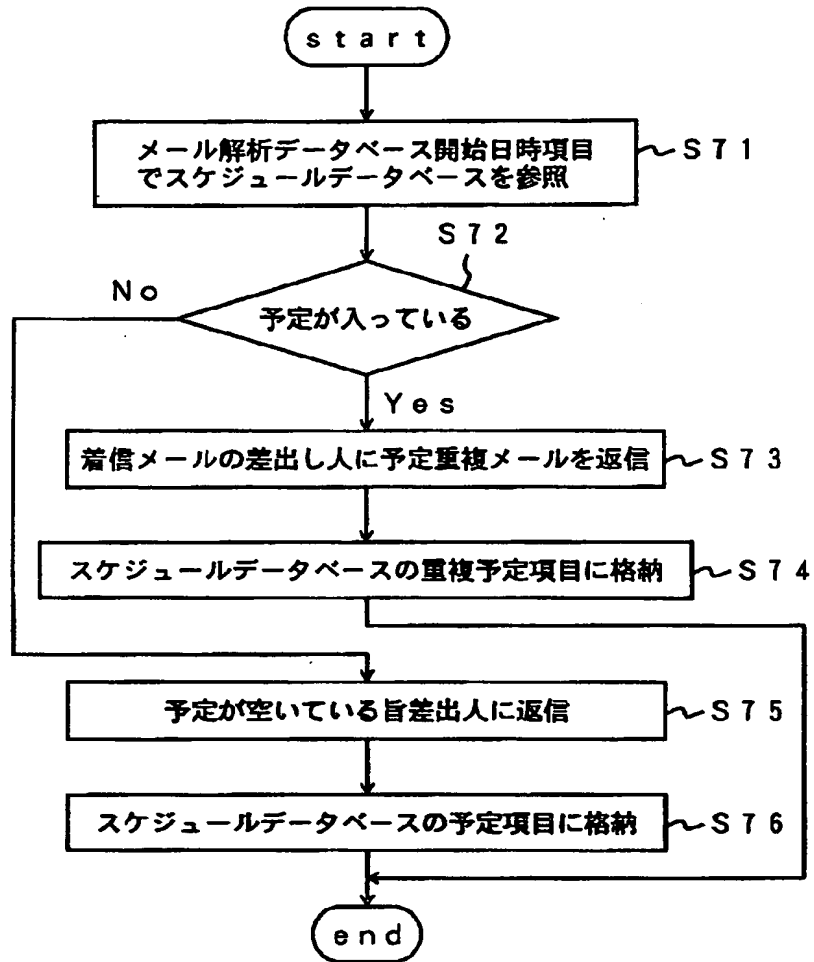 start
メール解析データベース開始日時項目
でスケジュールデータベースを参照
S71
S72
No
予定が入っている
Yes
着信メールの差出し人に予定重複メールを返信
S73
スケジュールデータベースの重複予定項目に格納
S74
予定が空いている旨差出人に返信
S75
スケジュールデータベースの予定項目に格納
S76
end